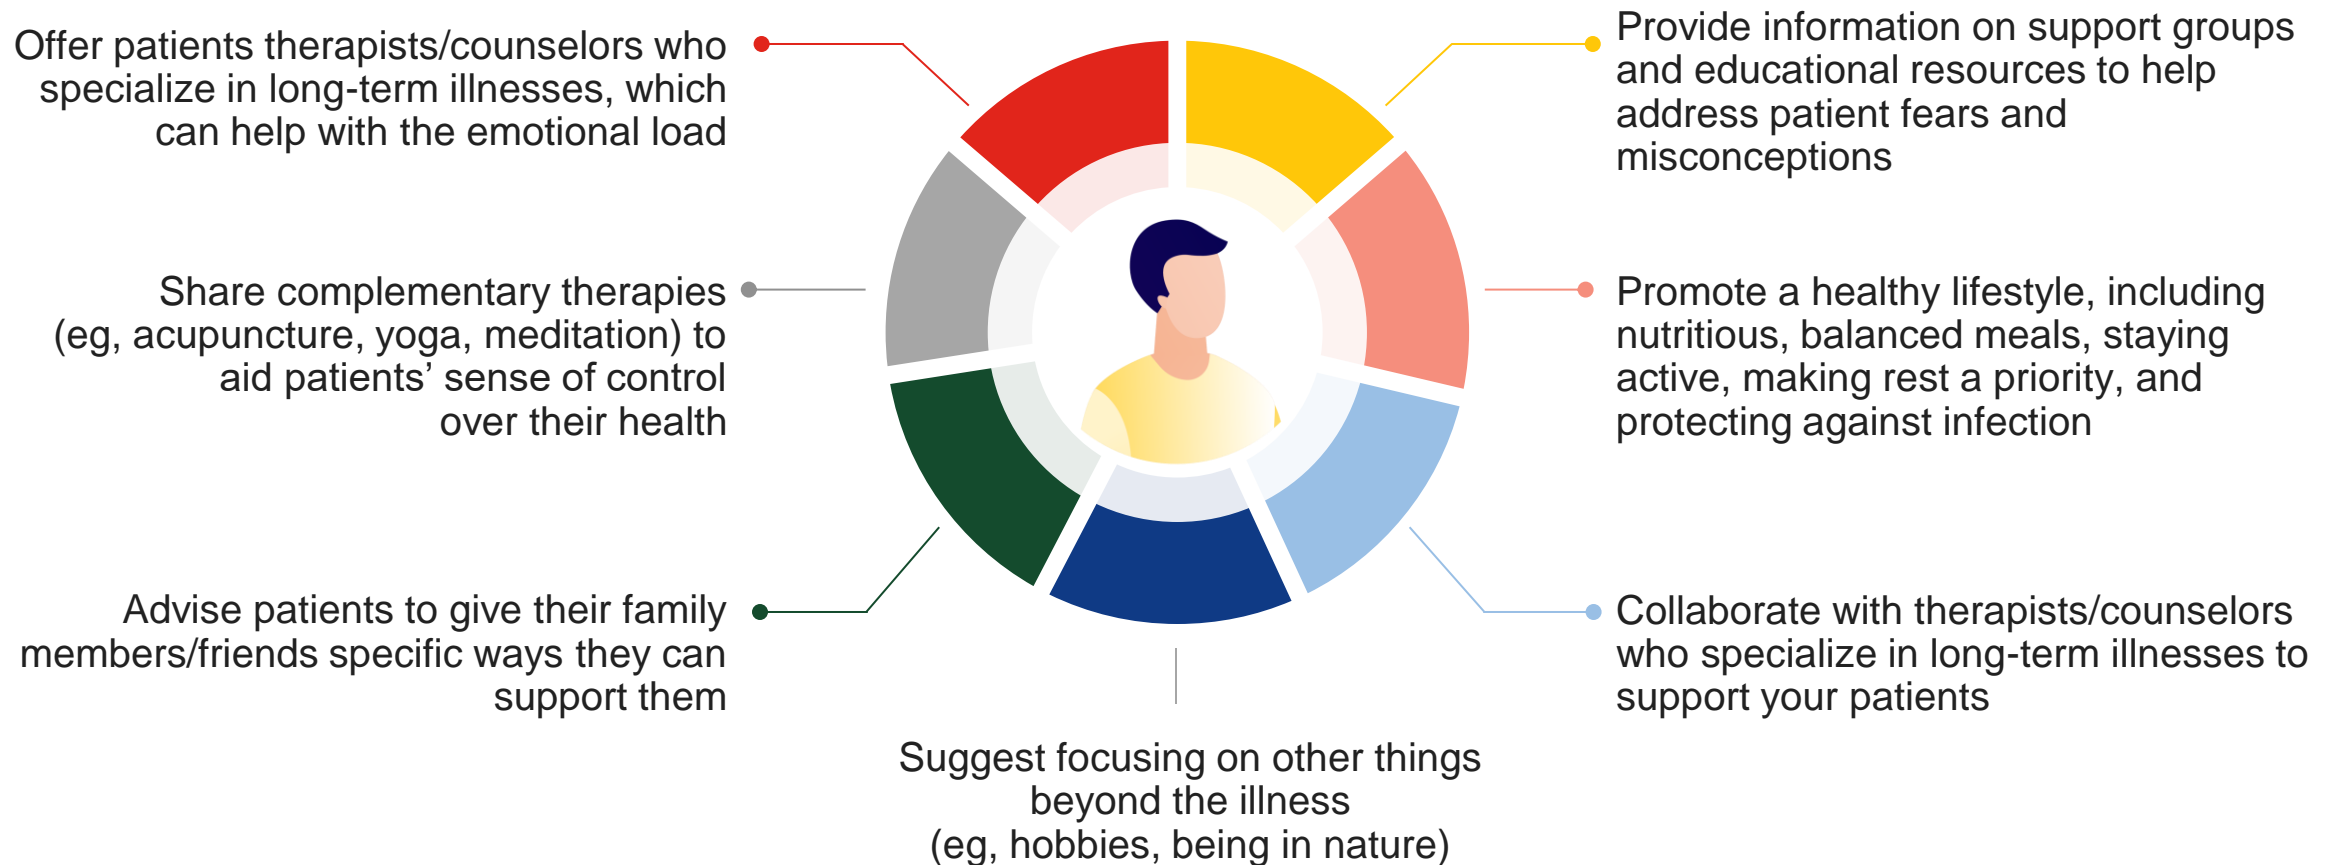 Offer patients therapists/counselors who
specialize in long-term illnesses, which
can help with the emotional load
Provide information on support groups
and educational resources to help
address patient fears and
misconceptions
Share complementary therapies
(eg, acupuncture, yoga, meditation) to
aid patients’ sense of control
over their health
Promote a healthy lifestyle, including
nutritious, balanced meals, staying
active, making rest a priority, and
protecting against infection
Advise patients to give their family
members/friends specific ways they can
support them
Collaborate with therapists/counselors
who specialize in long-term illnesses to
support your patients
Suggest focusing on other things
beyond the illness
(eg, hobbies, being in nature)